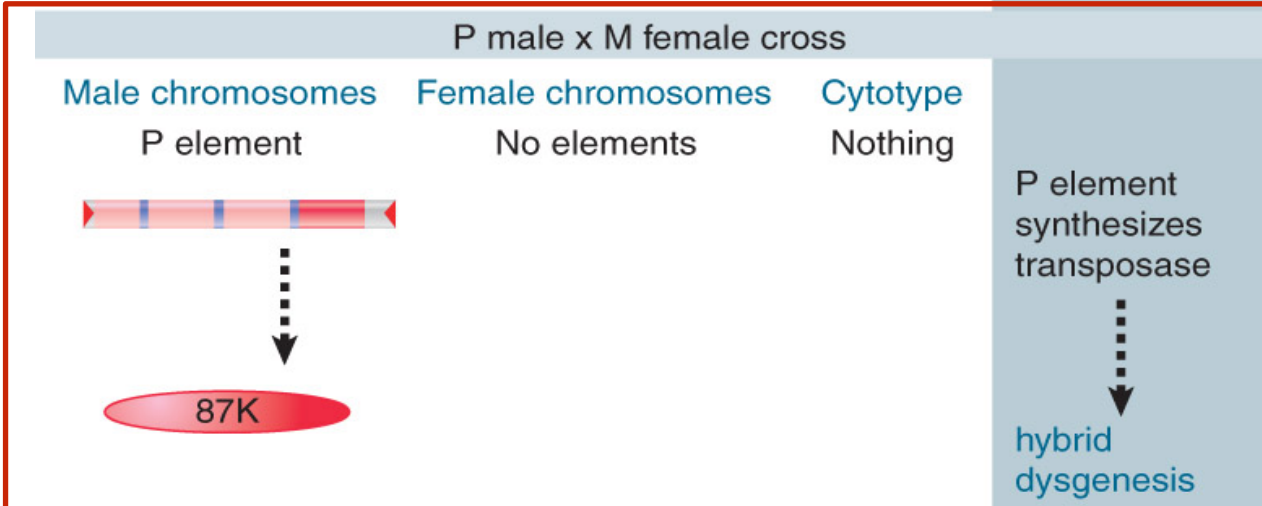 P male x M female cross
Male chromosomes Female chromosomes Cytotype
P element No elements Nothing
P element
synthesizes
transposase
87K
hybrid
dysgenesis